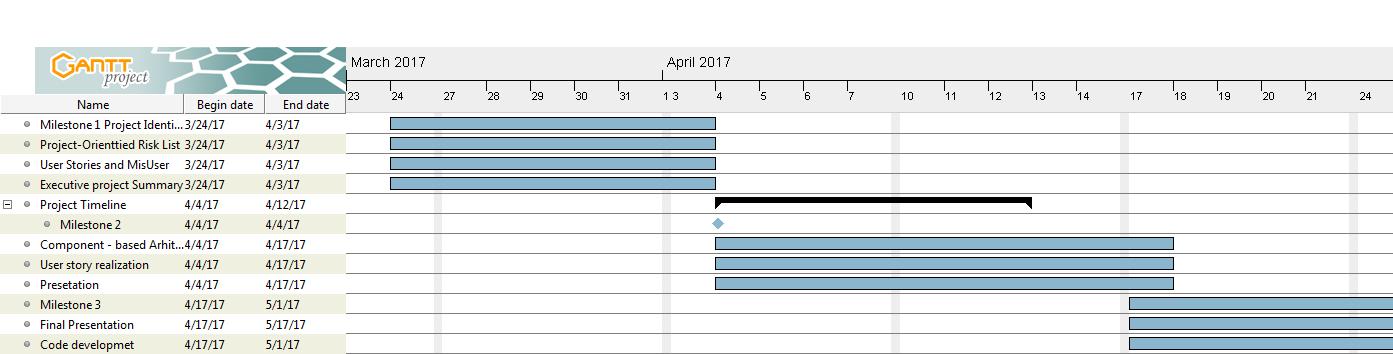 GANTT
project
March 2017 April 2017
23 24 27 28 29 30 31 1 3 4 5 6 7 10 11 12 13 14 17 18 19 20 21 24
Name Begin date End date
Milestone 1 Project Identi... 3/24/17 4/3/17
Project-Orienttied Risk List 3/24/17 4/3/17
User Stories and MisUser 3/24/17 4/3/17
Executive project Summary 3/24/17 4/3/17
Project Timeline 4/4/17 4/12/17
Milestone 2 4/4/17 4/4/17
Component - based Arhit... 4/4/17 4/17/17
User story realization 4/4/17 4/17/17
Presetation 4/4/17 4/17/17
Milestone 3 4/17/17 5/1/17
Final Presentation 4/17/17 5/17/17
Code developmet 4/17/17 5/1/17